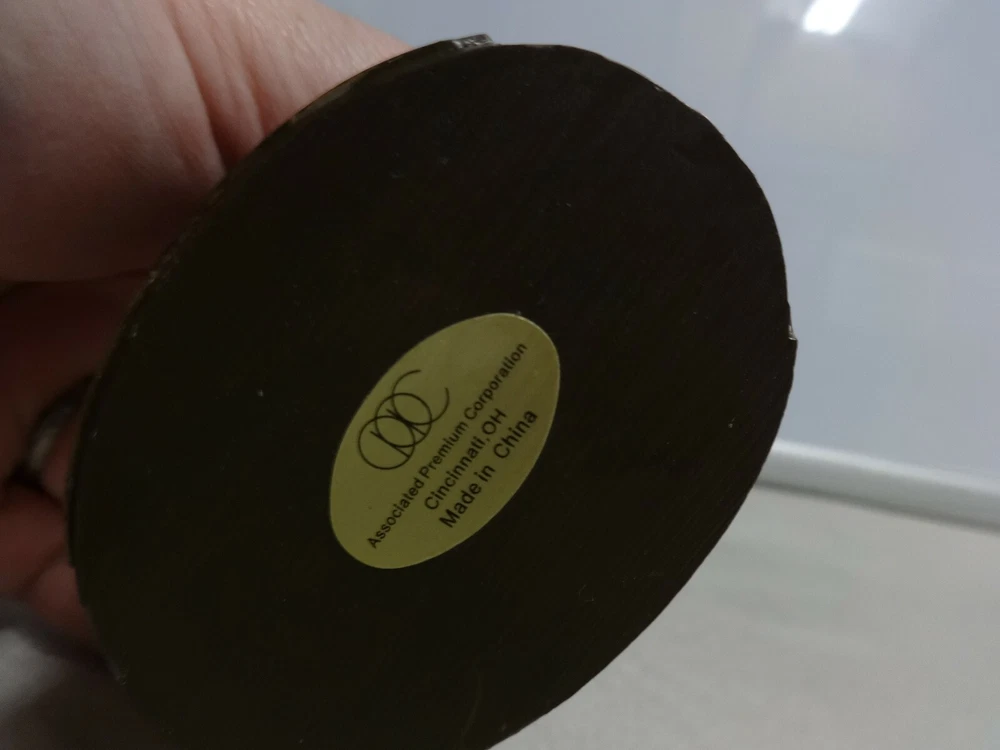 Associated Premium Corporation
Cincinnati, OH
Made in China